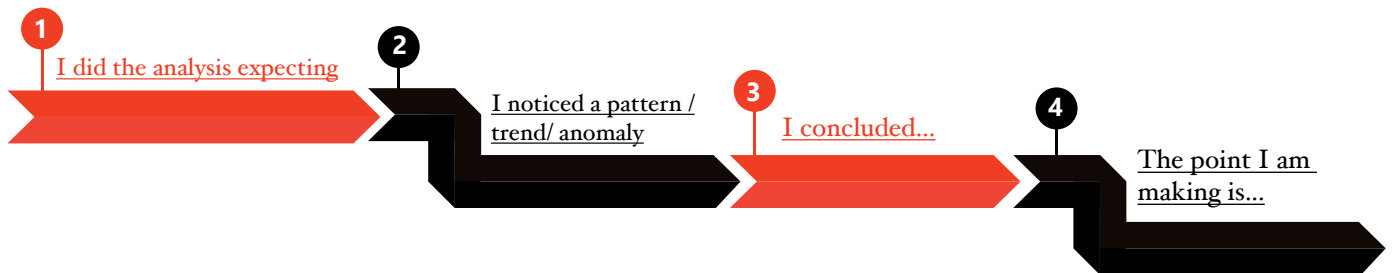 1
I did the analysis expecting
2
I noticed a pattern /
trend/ anomaly
3
I concluded...
4
The point I am
making is...